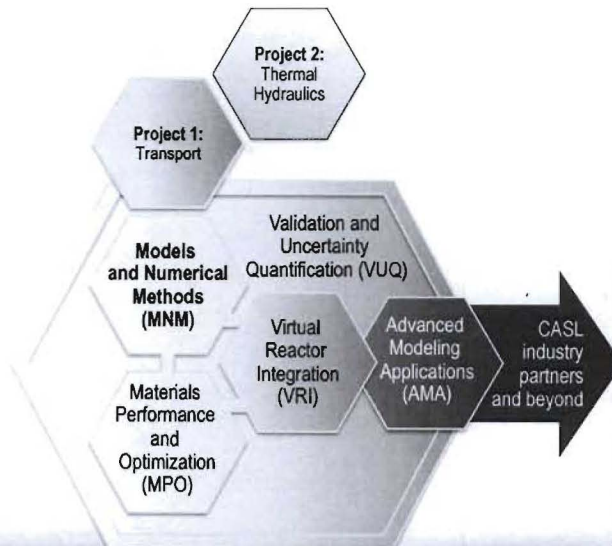 Project 2:
Thermal
Hydraulics
Project 1:
Transport
Models
and Numerical
Methods
(MNM)
Validation and
Uncertainty
Quantification (VUQ)
Virtual
Reactor
Integration
(VRI)
Advanced
Modeling
Applications
(AMA)
CASL
industry
partners
and beyond
Materials
Performance
and
Optimization
(MPO)